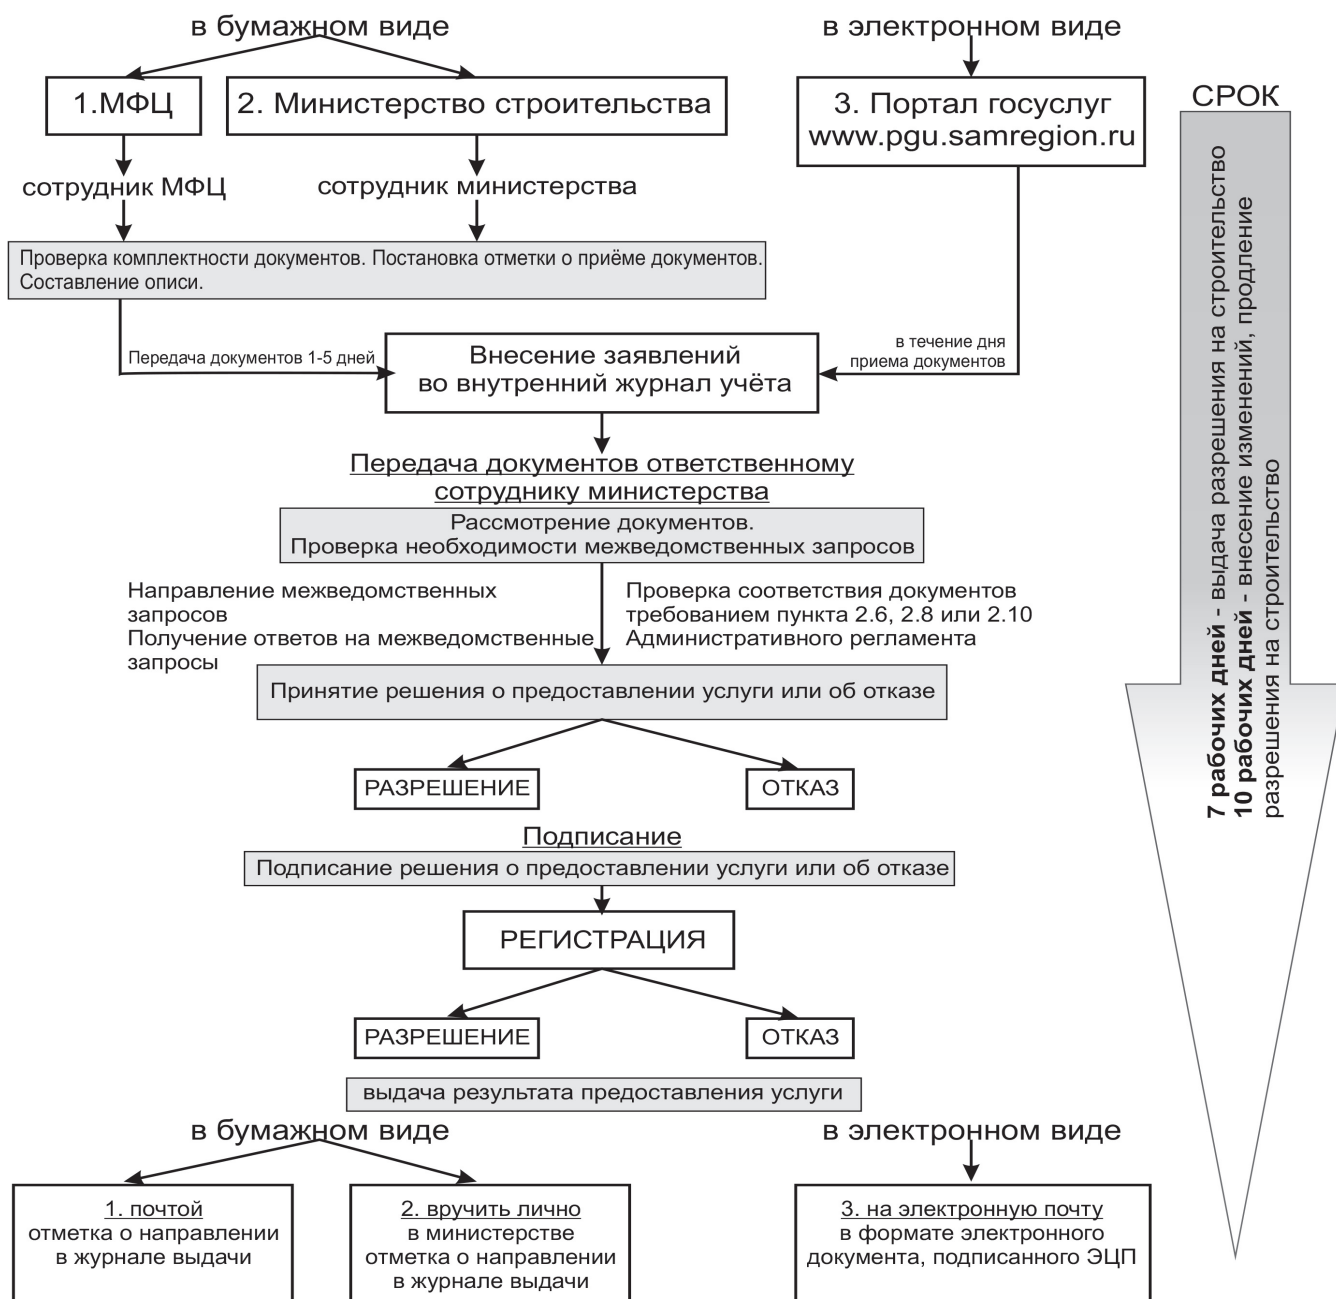 в бумажном виде
в электронном виде
1.МФЦ
2. Министерство строительства
3. Портал госуслуг
www.pgu.samregion.ru
СРОК
7 рабочих дней - выдача разрешения на строительство
10 рабочих дней - внесение изменений, продление
разрешения на строительство
сотрудник МФЦ
сотрудник министерства
Проверка комплектности документов. Постановка отметки о приёме документов.
Составление описи.
Передача документов 1-5 дней
Внесение заявлений
во внутренний журнал учёта
в течение дня
приема документов
Передача документов ответственному
сотруднику министерства
Рассмотрение документов.
Проверка необходимости межведомственных запросов
Направление межведомственных
запросов
Получение ответов на межведомственные
запросы
Проверка соответствия документов
требованием пункта 2.6, 2.8 или 2.10
Административного регламента
Принятие решения о предоставлении услуги или об отказе
РАЗРЕШЕНИЕ
ОТКАЗ
Подписание
Подписание решения о предоставлении услуги или об отказе
РЕГИСТРАЦИЯ
РАЗРЕШЕНИЕ
ОТКАЗ
выдача результата предоставления услуги
в бумажном виде
в электронном виде
1. почтой
отметка о направлении
в журнале выдачи
2. вручить лично
в министерстве
отметка о направлении
в журнале выдачи
3. на электронную почту
в формате электронного
документа, подписанного ЭЦП